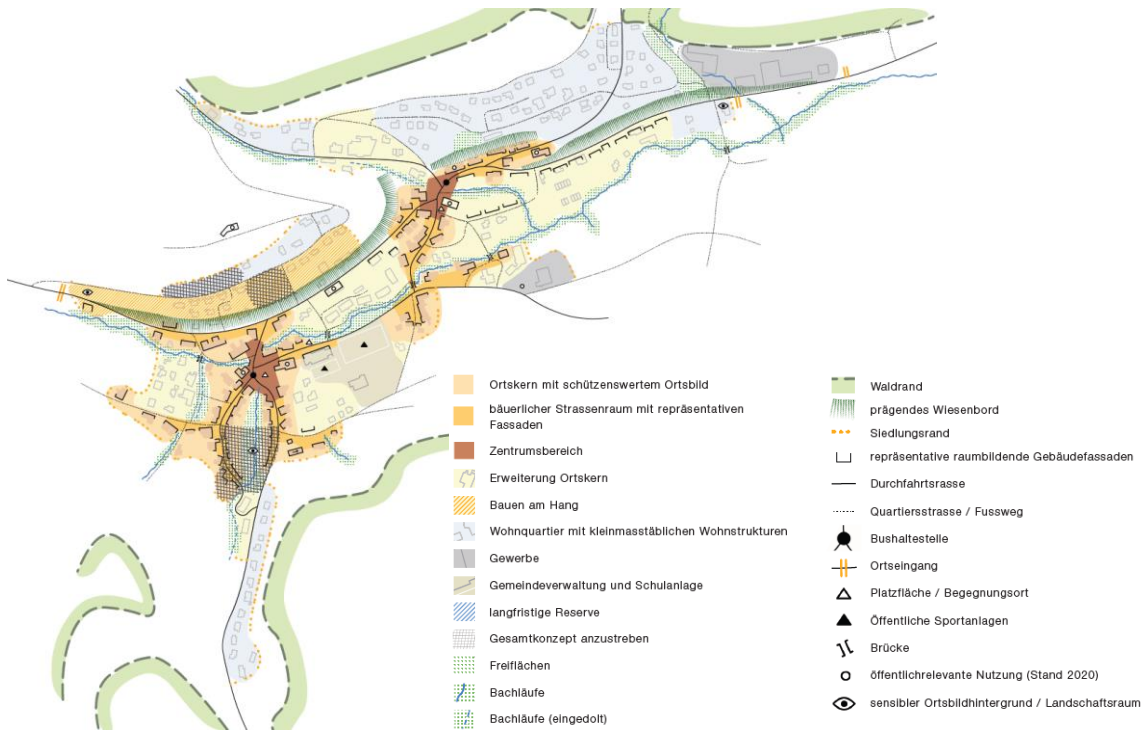 Ortskern mit schützenswertem Ortsbild
bäuerlicher Strassenraum mit repräsentativen
Fassaden
Zentrumsbereich
Erweiterung Ortskern
Bauen am Hang
Wohnquartier mit kleinmasstäblichen Wohnstrukturen
Gewerbe
Gemeindeverwaltung und Schulanlage
langfristige Reserve
Gesamtkonzept anzustreben
Freiflächen
Bachläufe
Bachläufe (eingedolt)
Waldrand
prägendes Wiesenbord
Siedlungsrand
repräsentative raumbildende Gebäudefassaden
Durchfahrtsrasse
Quartiersstrasse / Fussweg
Bushaltestelle
Ortseingang
Platzfläche / Begegnungsort
Öffentliche Sportanlagen
Brücke
öffentlichrelevante Nutzung (Stand 2020)
sensibler Ortsbildhintergrund / Landschaftsraum